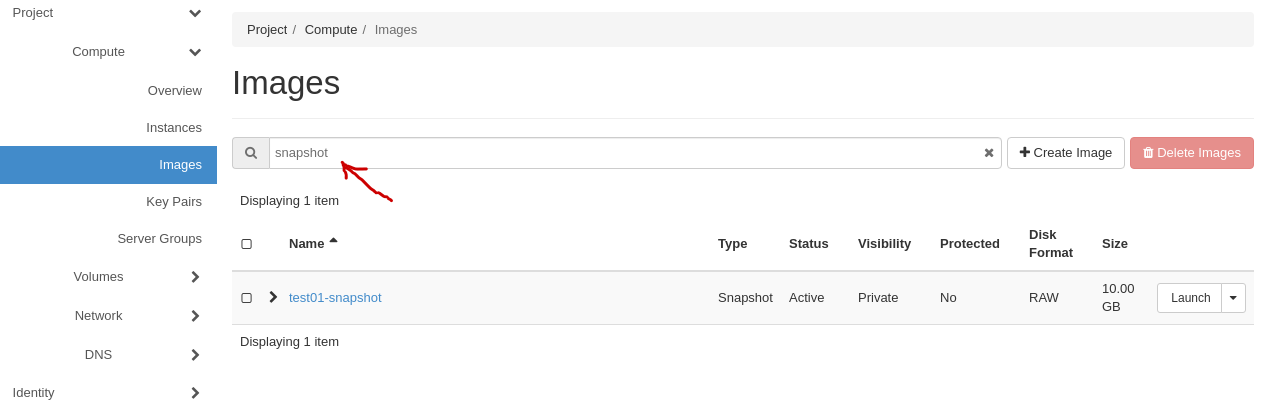 Project
Compute
Overview
Instances
Images
Key Pairs
Server Groups
Volumes
Network
DNS
Identity
Project / Compute / Images
Images
snapshot
Create Image
Delete Images
Displaying 1 item
Name Type Status Visibility Protected Disk Format Size
test01-snapshot Snapshot Active Private No RAW 10.00 GB Launch
Displaying 1 item